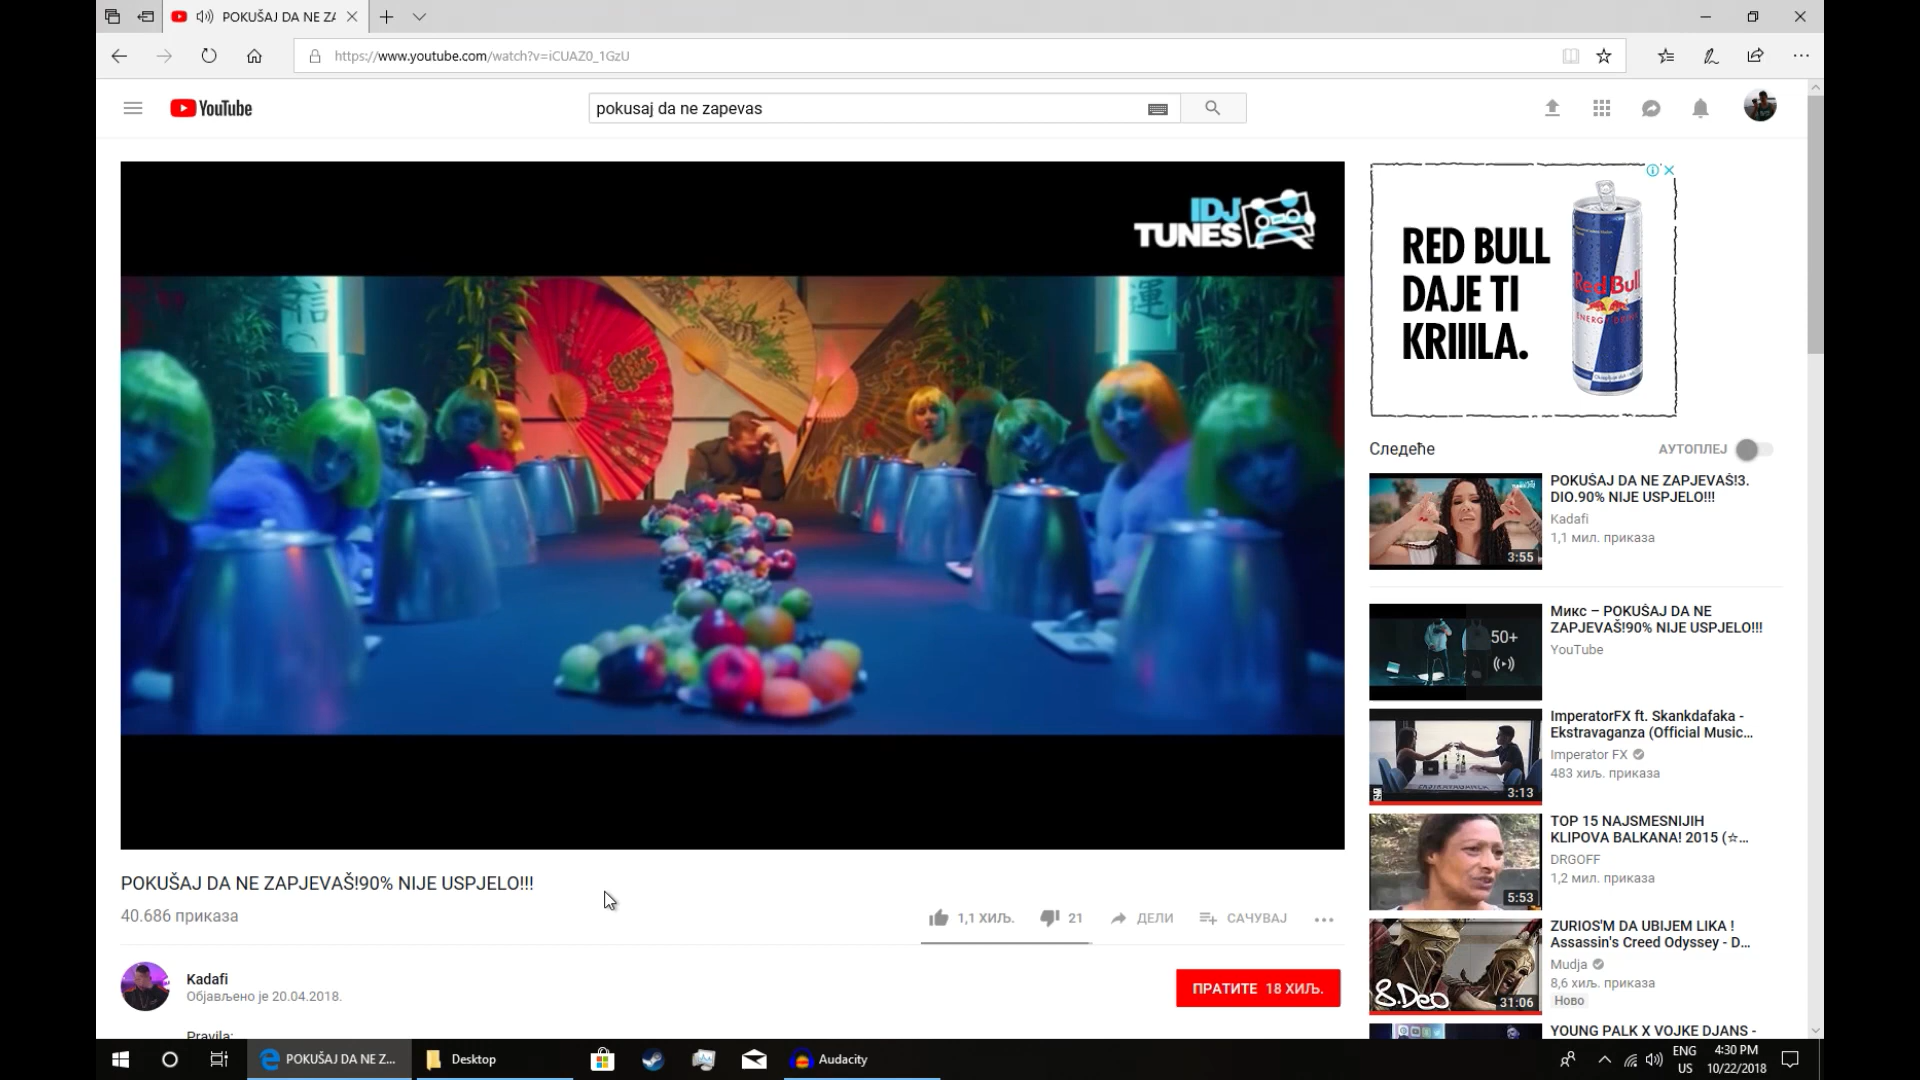 POKUŠAJ DA NE ZA
https://www.youtube.com/watch?v=iCUAZ0_1GzU
YouTube
pokusaj da ne zapevas
IDJ
TUNES
信
運
RED BULL
DAJE TI
KRIIILA.
Red Bull
ENERGY DRINK
Следеће
АУТОПЛЕЈ
POKUŠAJ DA NE ZAPJEVAŠ!3.
DIO.90% NIJE USPJELO!!!
Kadafi
1,1 мил. приказа
3:55
Микс – POKUŠAJ DA NE
ZAPJEVAŠ!90% NIJE USPJELO!!!
YouTube
50+
ImperatorFX ft. Skankdafaka -
Ekstravaganza (Official Music...
Imperator FX
483 хиљ. приказа
3:13
TOP 15 NAJSMESNIJIH
KLIPOVA BALKANA! 2015 (☆...
DRGOFF
1,2 мил. приказа
5:53
ZURIOS'M DA UBIJEM LIKA !
Assassin's Creed Odyssey - D...
Mudja
8,6 хиљ. приказа
Ново
8.Deo
31:06
YOUNG PALK X VOJKE DJANS -
POKUŠAJ DA NE ZAPJEVAŠ!90% NIJE USPJELO!!!
40.686 приказа
1,1 ХИЉ.
21
ДЕЛИ
САЧУВАЈ
Kadafi
Објављено је 20.04.2018.
ПРАТИТЕ 18 ХИЉ.
Pravila:
POKUŠAJ DA NE Z...
Desktop
Audacity
ENG
US
4:30 PM
10/22/2018